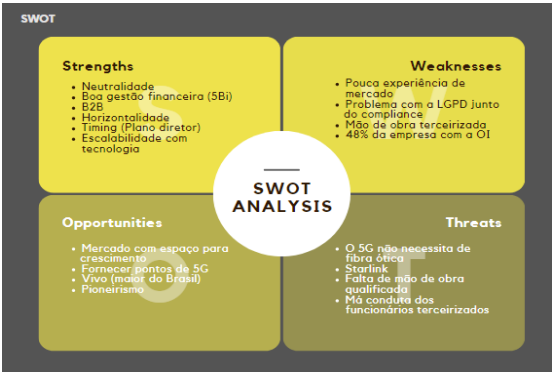 SWOT
Strengths
• Neutralidade
• Boa gestão financeira (5Bi)
• B2B
• Horizontalidade
• Timing (Plano diretor)
• Escalabilidade com
tecnologia
S
Weaknesses
• Pouca experiência de
mercado
• Problema com a LGPD junto
do compliance
• Mão de obra terceirizada
• 48% da empresa com a OI
W
SWOT
ANALYSIS
Opportunities
• Mercado com espaço para
crescimento
• Fornecer pontos de 5G
• Vivo (maior do Brasil)
• Pioneirismo
O
Threats
• O 5G não necessita de
fibra ótica
• Starlink
• Falta de mão de obra
qualificada
• Má conduta dos
funcionários terceirizados
T